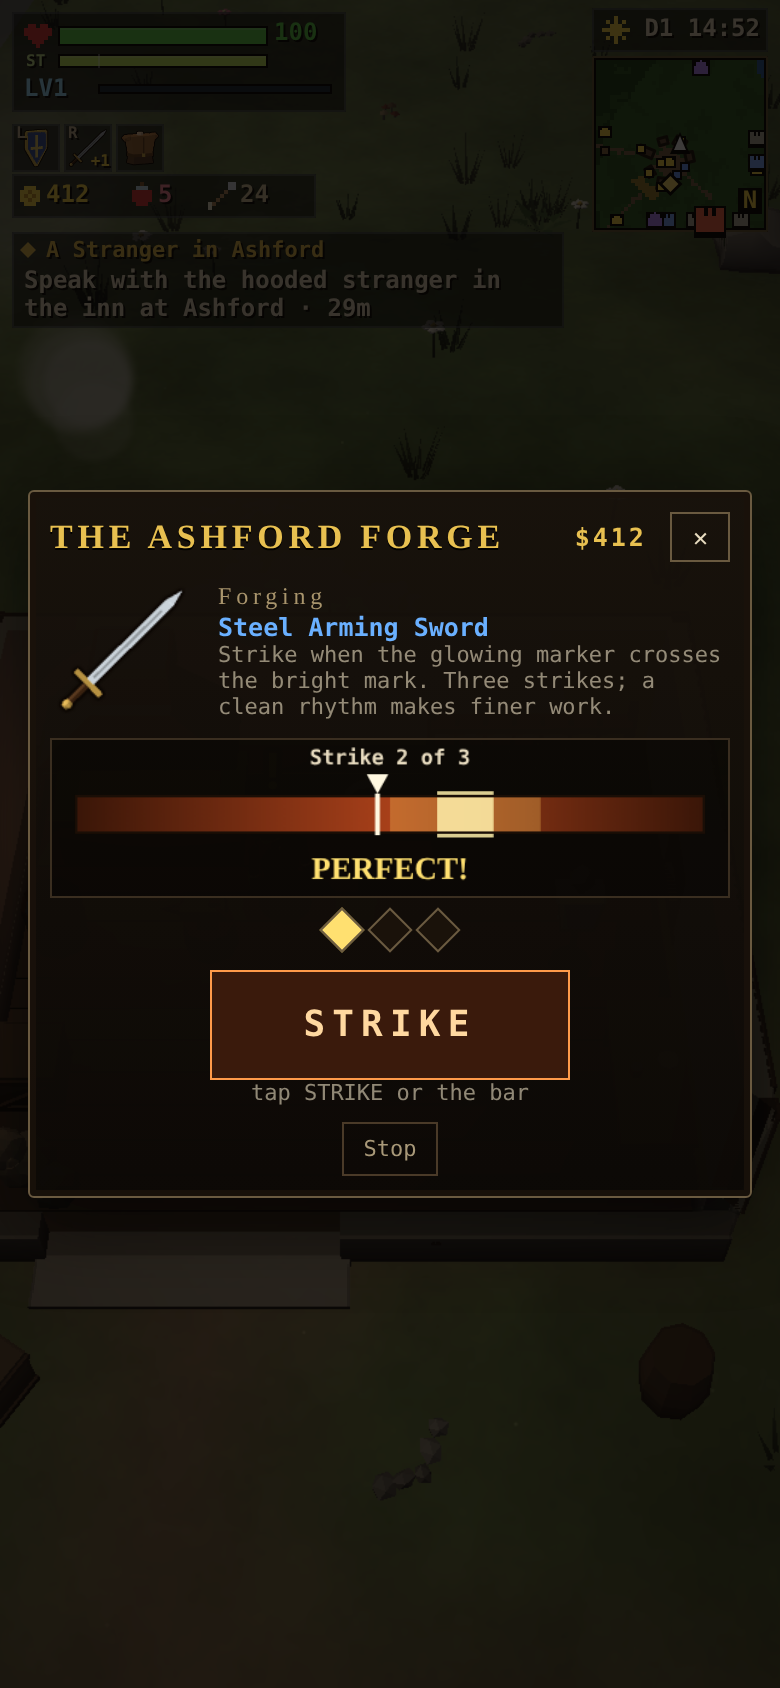 100
ST
LV1
D1 14:52
L
R
+1
412
5
24
N
◆ A Stranger in Ashford
Speak with the hooded stranger in
the inn at Ashford · 29m
THE ASHFORD FORGE
$412
×
Forging
Steel Arming Sword
Strike when the glowing marker crosses
the bright mark. Three strikes; a
clean rhythm makes finer work.
Strike 2 of 3
PERFECT!
STRIKE
tap STRIKE or the bar
Stop